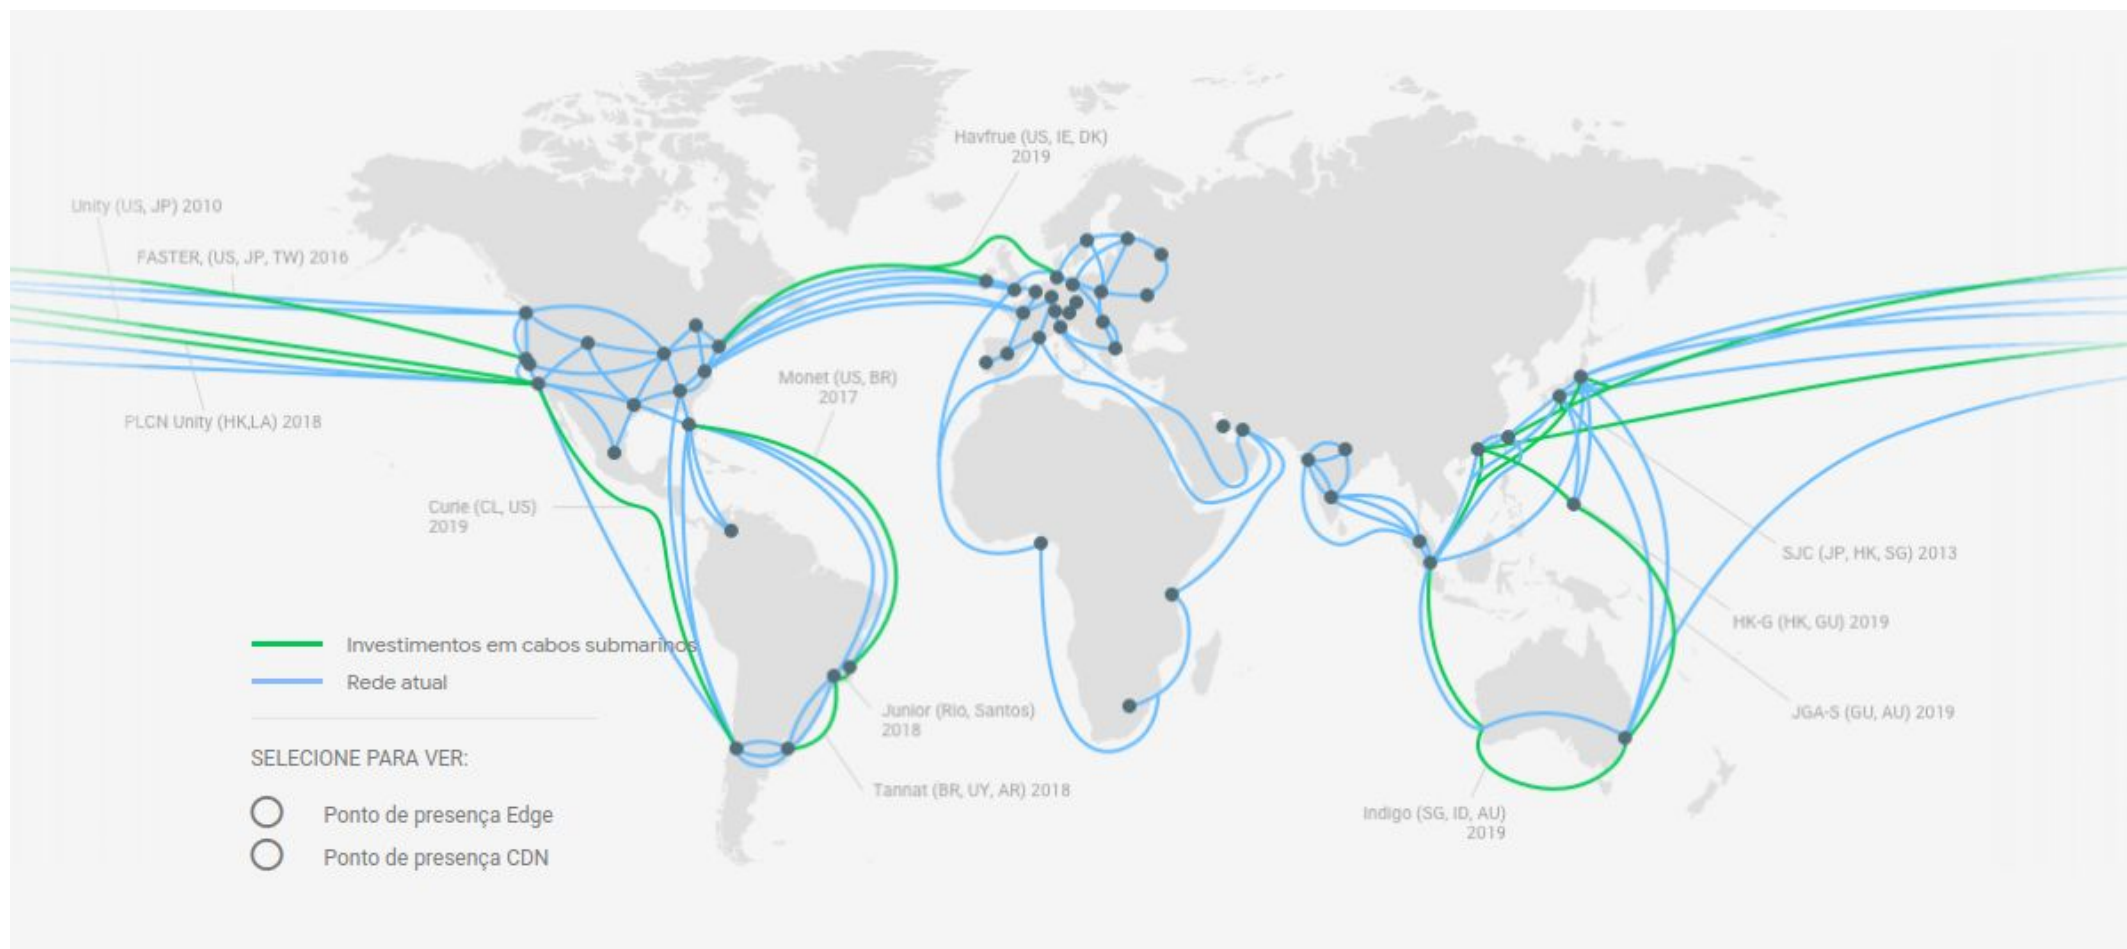 Havfrue (US, IE, DK)
2019
Unity (US, JP) 2010
FASTER, (US, JP, TW) 2016
Monet (US, BR)
2017
PLCN Unity (HK,LA) 2018
Curie (CL, US)
2019
SJC (JP, HK, SG) 2013
HK-G (HK, GU) 2019
Investimentos em cabos submarinos
Rede atual
Junior (Rio, Santos)
2018
JGA-S (GU, AU) 2019
SELECIONE PARA VER:
Tannat (BR, UY, AR) 2018
Indigo (SG, ID, AU)
2019
Ponto de presença Edge
Ponto de presença CDN